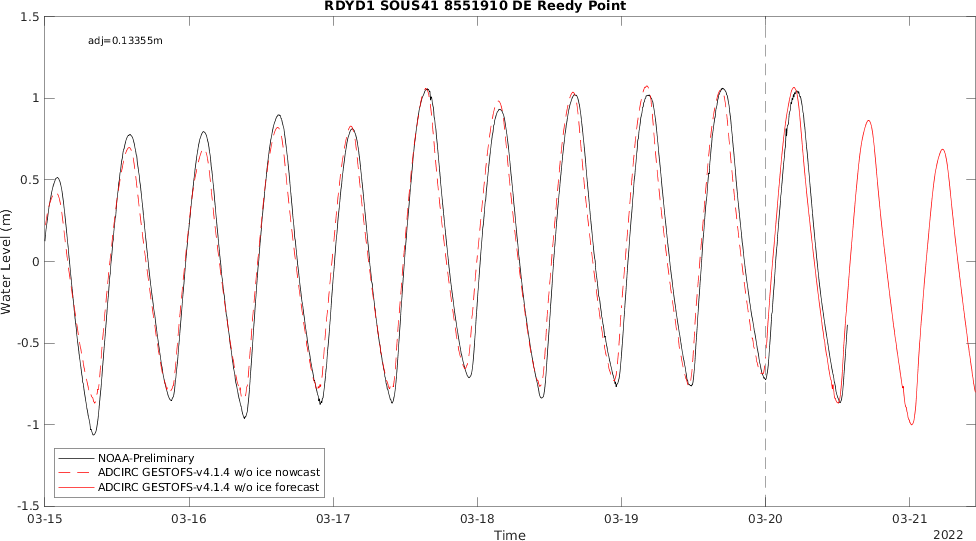 RDYD1 SOUS41 8551910 DE Reedy Point
adj=0.13355m
1.5
1
0.5
0
-0.5
-1
-1.5
Water Level (m)
NOAA-Preliminary
ADCIRC GESTOFS-v4.1.4 w/o ice nowcast
ADCIRC GESTOFS-v4.1.4 w/o ice forecast
03-15 03-16 03-17 03-18 03-19 03-20 03-21
Time
2022